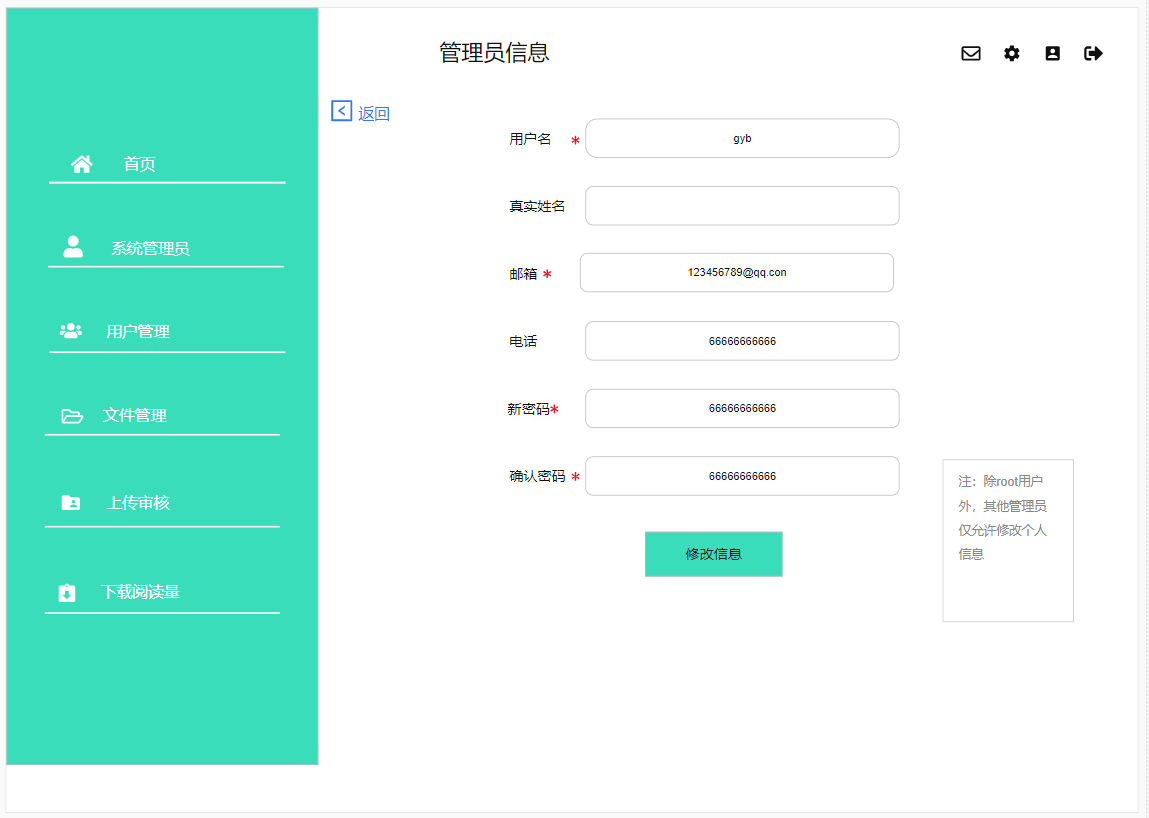 管理员信息
返回
首页
系统管理员
用户管理
文件管理
上传审核
下载阅读量
用户名 * gyb
真实姓名
邮箱 * 123456789@qq.con
电话 66666666666
新密码* 66666666666
确认密码 * 66666666666
修改信息
注：除root用户
外，其他管理员
仅允许修改个人
信息